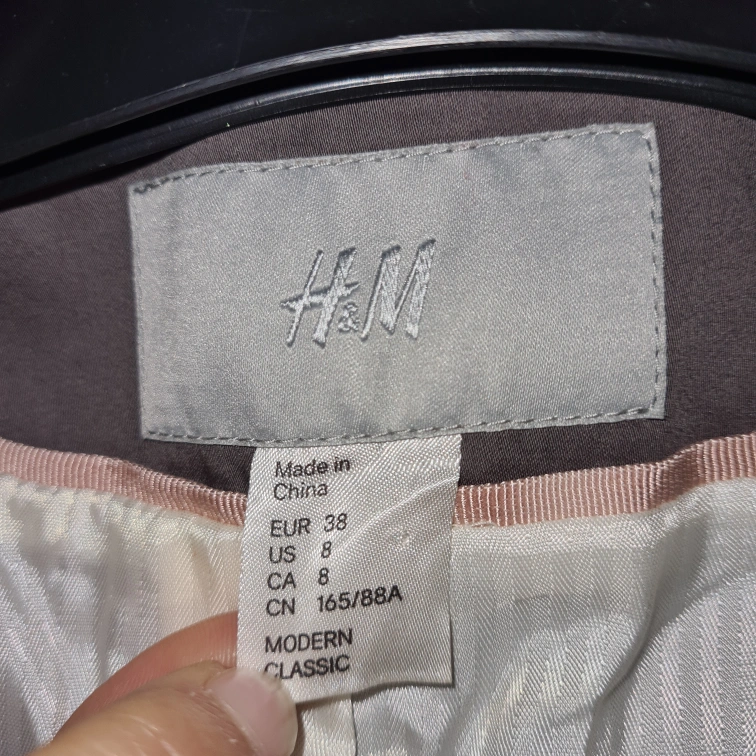 H&M
Made in
China
EUR 38
US 8
CA 8
CN 165/88A
MODERN
CLASSIC